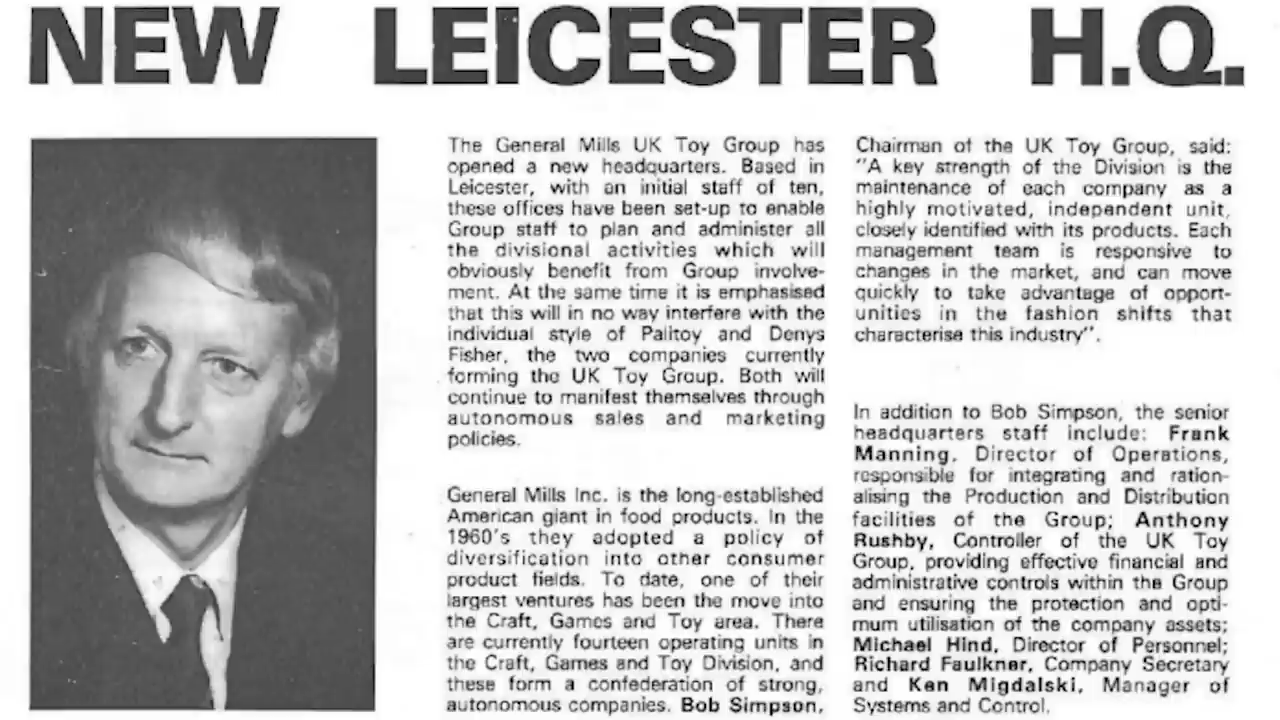 NEW LEICESTER H.Q.
The General Mills UK Toy Group has
opened a new headquarters. Based in
Leicester, with an initial staff of ten,
these offices have been set-up to enable
Group staff to plan and administer all
the divisional activities which will
obviously benefit from Group involve-
ment. At the same time it is emphasised
that this will in no way interfere with the
individual style of Palitoy and Denys
Fisher, the two companies currently
forming the UK Toy Group. Both will
continue to manifest themselves through
autonomous sales and marketing
policies.
General Mills Inc. is the long-established
American giant in food products. In the
1960's they adopted a policy of
diversification into other consumer
product fields. To date, one of their
largest ventures has been the move into
the Craft, Games and Toy area. There
are currently fourteen operating units in
the Craft, Games and Toy Division, and
these form a confederation of strong,
autonomous companies. Bob Simpson,
Chairman of the UK Toy Group, said:
"A key strength of the Division is the
maintenance of each company as a
highly motivated, independent unit,
closely identified with its products. Each
management team is responsive to
changes in the market, and can move
quickly to take advantage of opport-
unities in the fashion shifts that
characterise this industry".
In addition to Bob Simpson, the senior
headquarters staff include: Frank
Manning, Director of Operations,
responsible for integrating and ration-
alising the Production and Distribution
facilities of the Group; Anthony
Rushby, Controller of the UK Toy
Group, providing effective financial and
administrative controls within the Group
and ensuring the protection and opti-
mum utilisation of the company assets;
Michael Hind, Director of Personnel;
Richard Faulkner, Company Secretary
and Ken Migdalski, Manager of
Systems and Control.